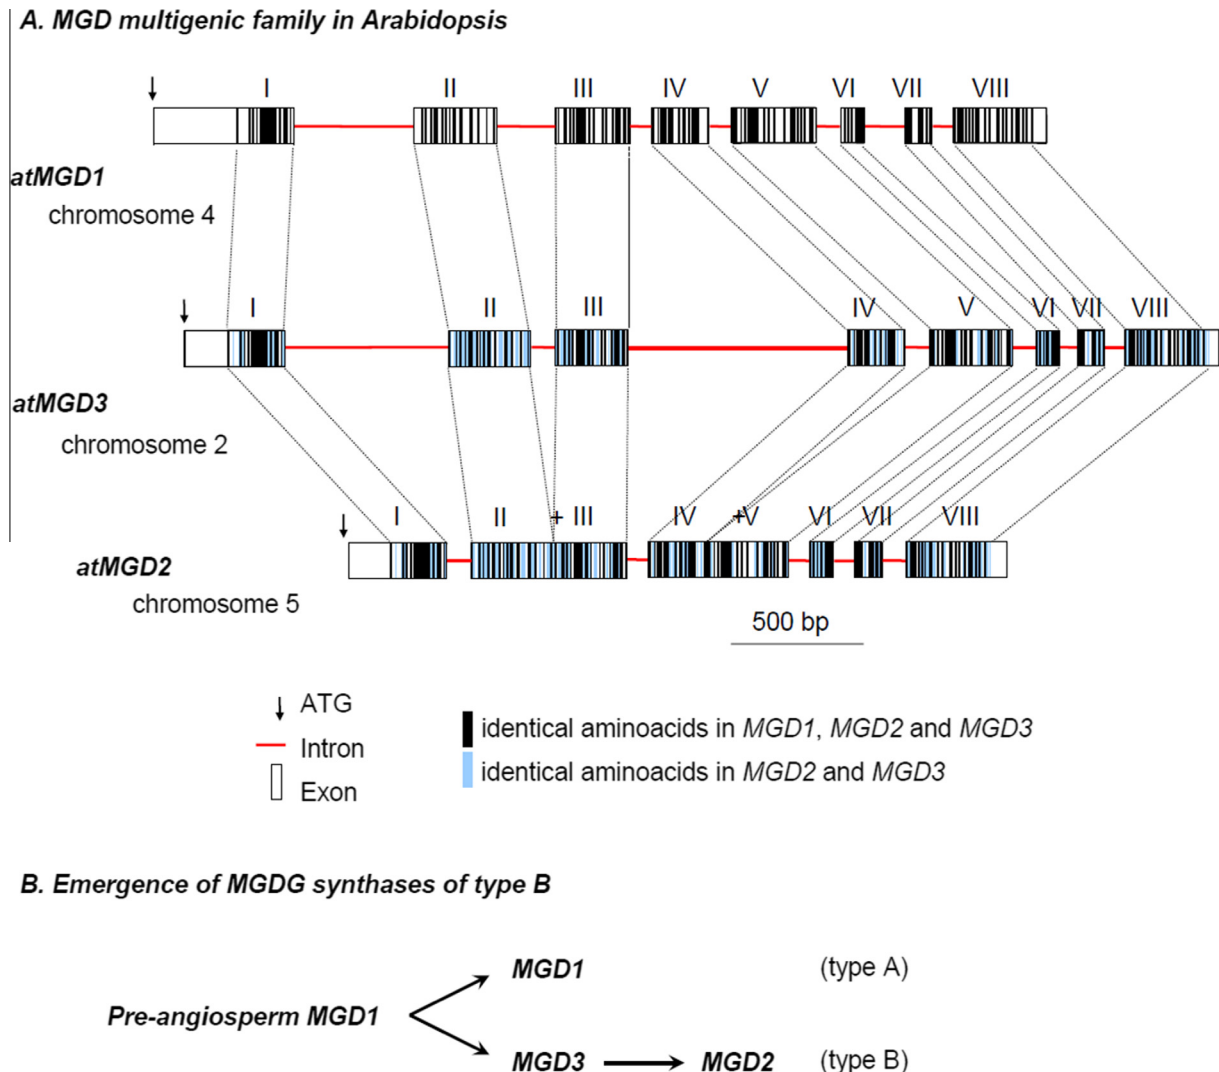 A. MGD multigenic family in Arabidopsis
I II III IV V VI VII VIII
atMGD1
chromosome 4
I II III IV V VI VII VIII
atMGD3
chromosome 2
I II + III IV +V VI VII VIII
atMGD2
chromosome 5
500 bp
ATG
Intron
Exon
identical aminoacids in MGD1, MGD2 and MGD3
identical aminoacids in MGD2 and MGD3
B. Emergence of MGDG synthases of type B
MGD1 (type A)
Pre-angiosperm MGD1
MGD3 MGD2 (type B)